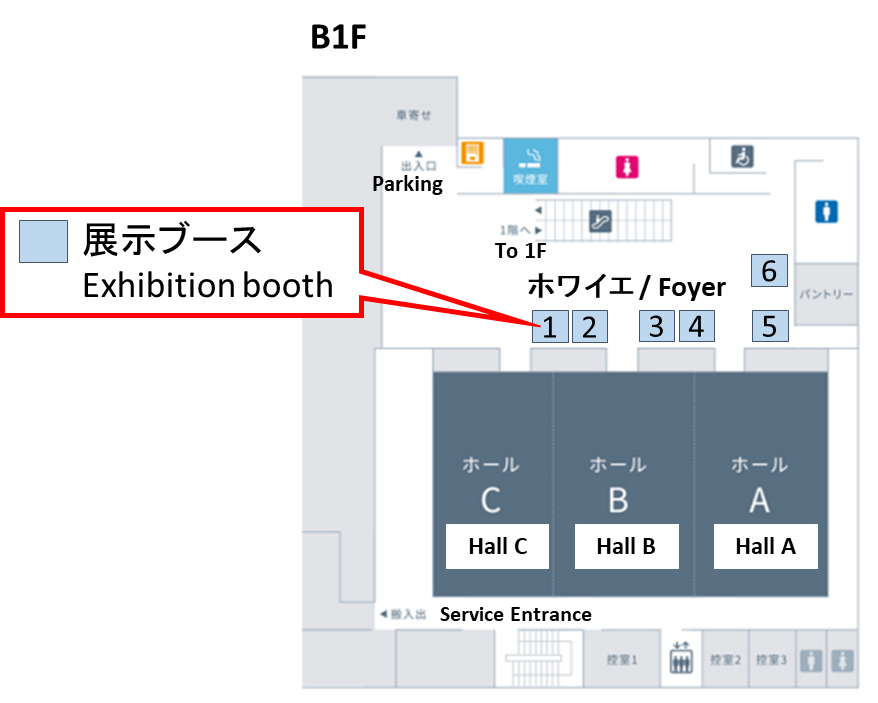 B1F
車寄せ
▲
出入口
Parking
喫煙室
◀
1階へ ▶
To 1F
展示ブース
Exhibition booth
ホワイエ / Foyer
6
パントリー
1 2 3 4 5
ホール ホール ホール
C B A
Hall C Hall B Hall A
◀搬入出 Service Entrance
控室1 控室2 控室3